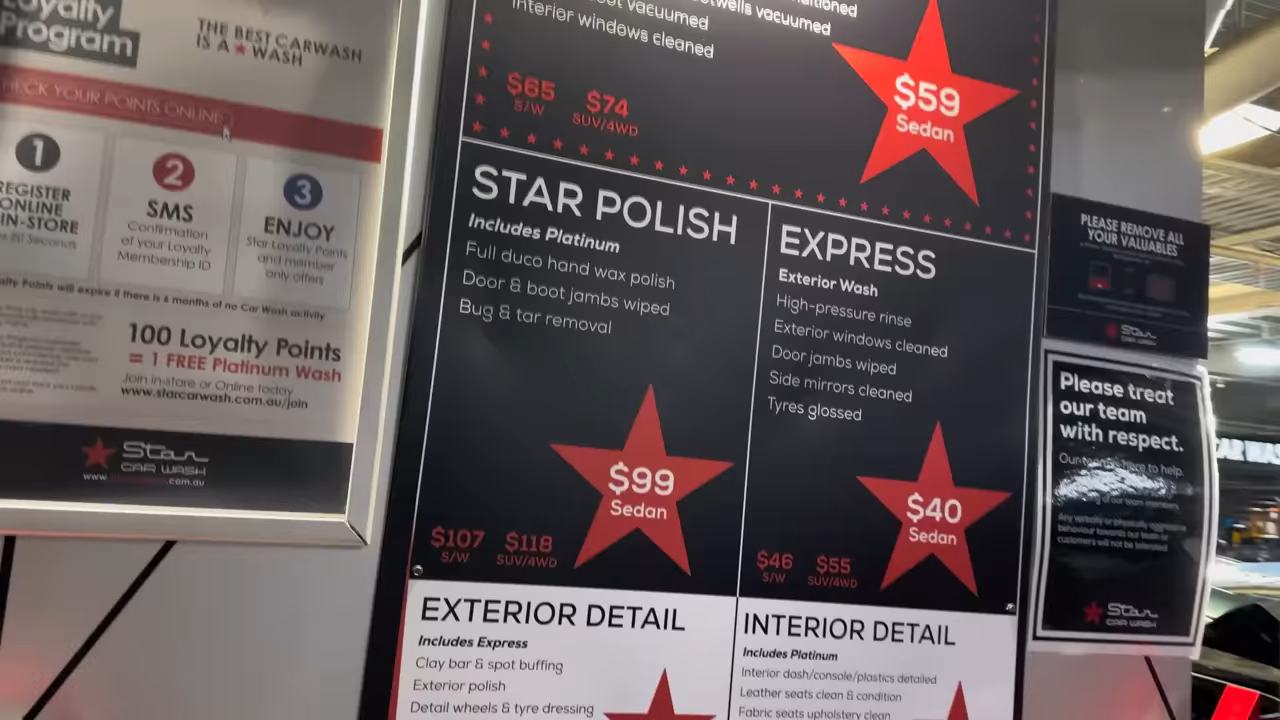 Loyalty
Program
THE BEST CARWASH
IS A ★ WASH
CHECK YOUR POINTS ONLINE
1
REGISTER
ONLINE
IN-STORE
Seconds
2
SMS
Confirmation
of your Loyalty
Membership ID
3
ENJOY
Star Loyalty Points
and member
only offers
Points will expire if there is 6 months of no Car Wash activity
100 Loyalty Points
= 1 FREE Platinum Wash
Join in-store or Online today
www.starcarwash.com.au/join
Star
CAR WASH
www .com.au
vacuumed
vacuumed
Interior windows cleaned
$65
S/W
$74
SUV/4WD
$59
Sedan
STAR POLISH
Includes Platinum
Full duco hand wax polish
Door & boot jambs wiped
Bug & tar removal
$99
Sedan
$107
S/W
$118
SUV/4WD
EXPRESS
Exterior Wash
High-pressure rinse
Exterior windows cleaned
Door jambs wiped
Side mirrors cleaned
Tyres glossed
$40
Sedan
$46
S/W
$55
SUV/4WD
EXTERIOR DETAIL
Includes Express
Clay bar & spot buffing
Exterior polish
Detail wheels & tyre dressing
INTERIOR DETAIL
Includes Platinum
Interior dash/console/plastics detailed
Leather seats clean & condition
Fabric seats upholstery clean
PLEASE REMOVE ALL
YOUR VALUABLES
Star
CAR WASH
Please treat
our team
with respect.
Our to help.
of our team members.
Any verbally or physically aggressive
behaviour towards our team or
customers will not be tolerated.
Star
CAR WASH
CAR WASH